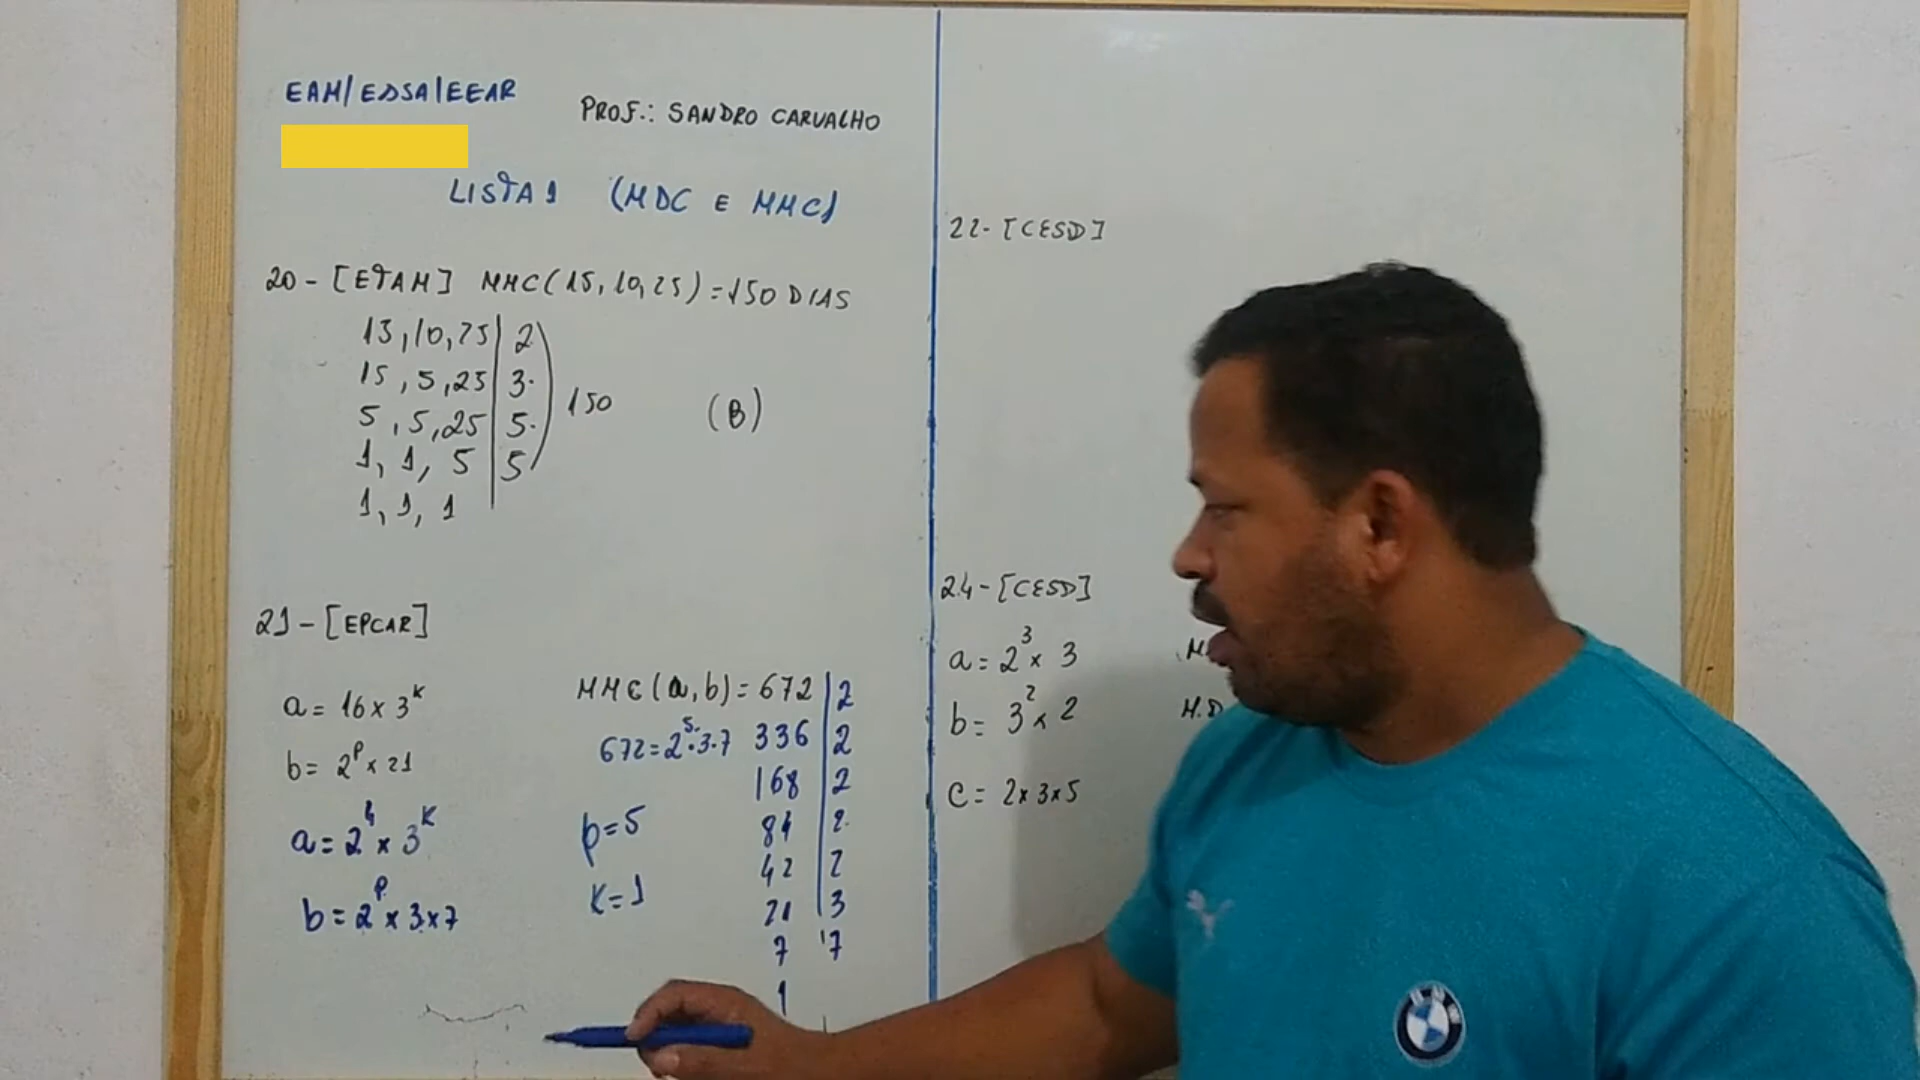 EAM/EDSA/EEAR
PROF.: SANDRO CARVALHO
LISTA 1 (MDC E MMC)
20 - [ETAM] MMC(15, 10, 25) = 150 DIAS
15, 10, 25 | 2
15, 5, 25 | 3
5, 5, 25 | 5
1, 1, 5 | 5
1, 1, 1
150
(B)
21 - [EPCAR]
a = 16 x 3^k
b = 2^p x 21
a = 2^4 x 3^k
b = 2^p x 3 x 7
MMC(a, b) = 672 | 2
672 = 2^5·3·7 336 | 2
168 | 2
84 | 2
42 | 2
21 | 3
7 | 7
1
p = 5
k = 1
22 - [CESD]
24 - [CESD]
a = 2^3 x 3
b = 3^2 x 2
M.D
c = 2 x 3 x 5